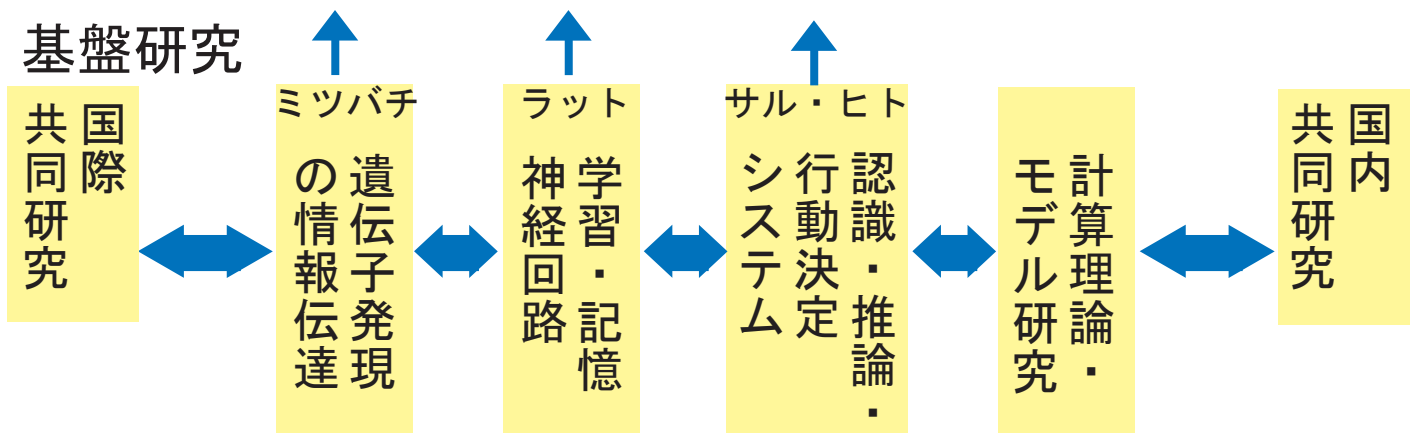 基盤研究
国際
共同研究
ミツバチ
遺伝子発現
の情報伝達
ラット
学習・記憶
神経回路
サル・ヒト
認識・推論・
行動決定
システム
計算理論・
モデル研究
国内
共同研究